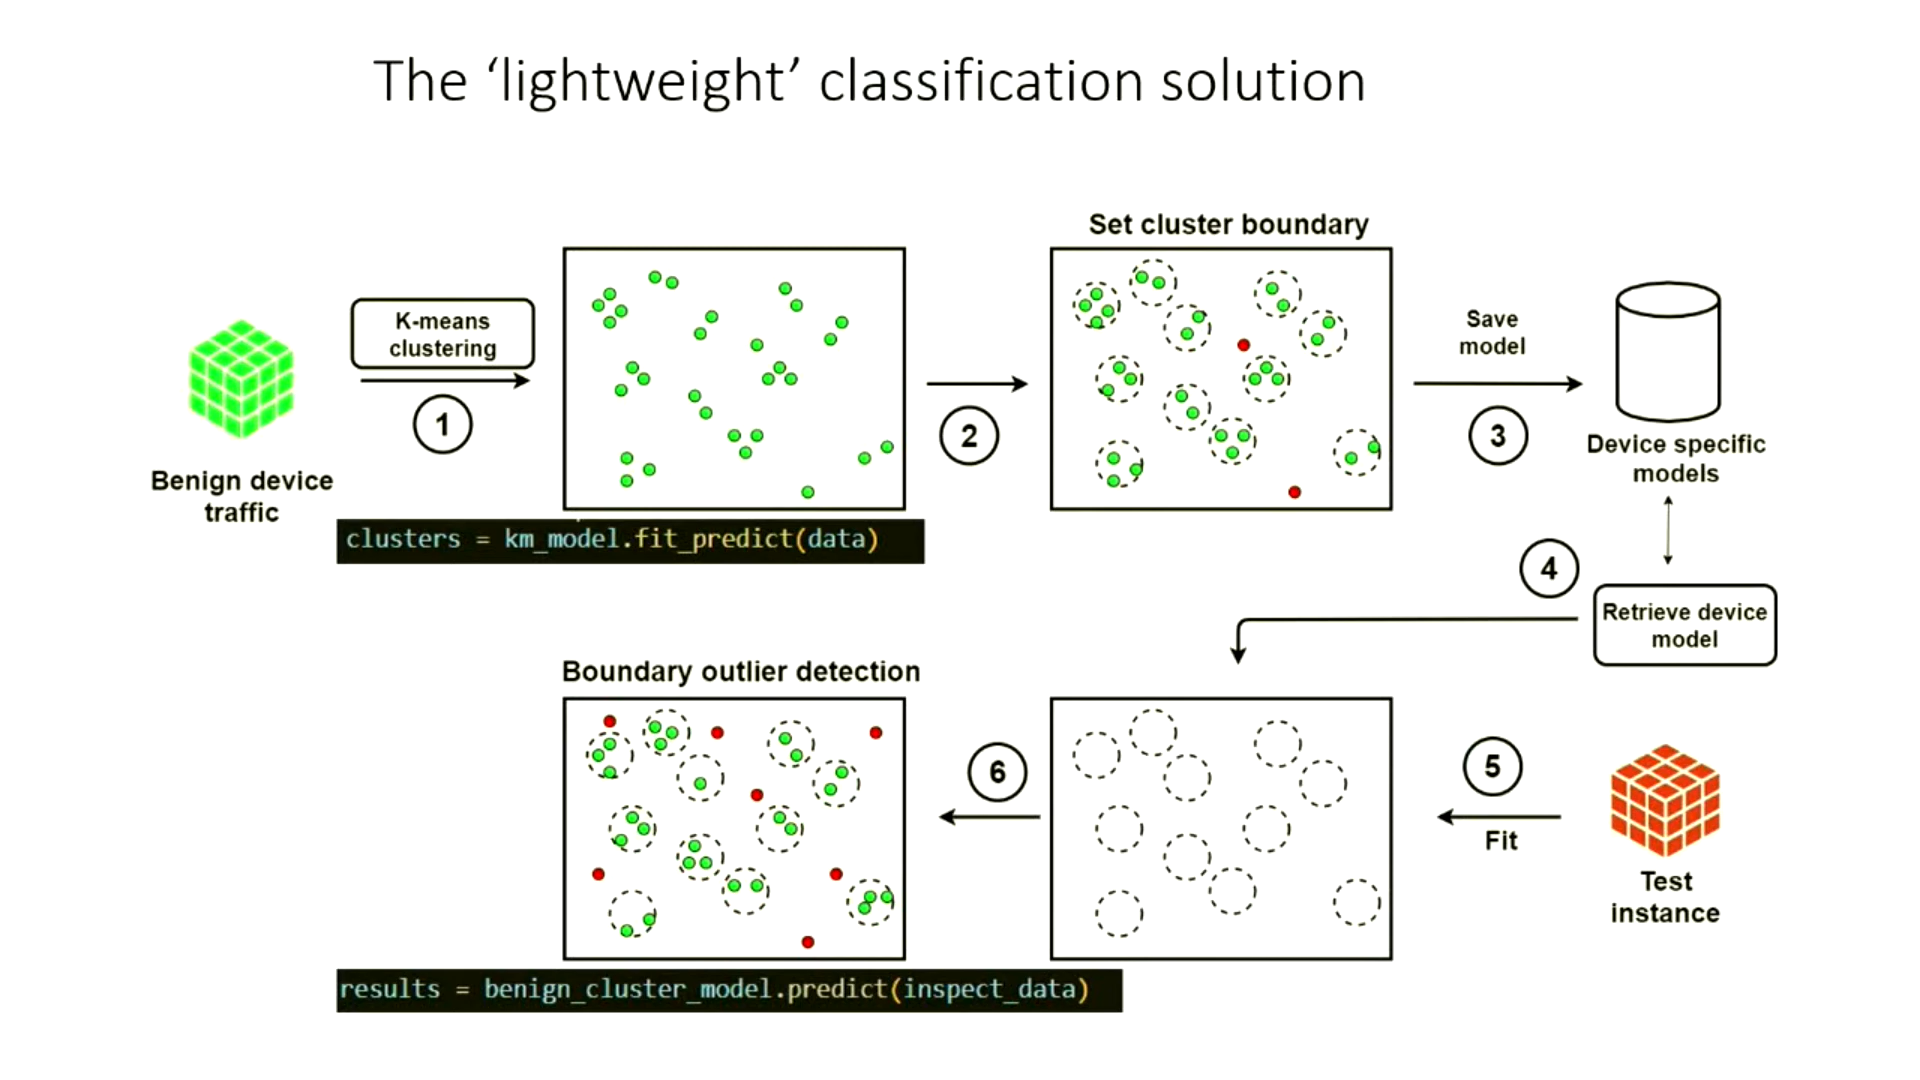 The ‘lightweight’ classification solution
Set cluster boundary
K-means
clustering
1
Benign device
traffic
2
Save
model
3
Device specific
models
clusters = km_model.fit_predict(data)
4
Retrieve device
model
Boundary outlier detection
6
5
Fit
Test
instance
results = benign_cluster_model.predict(inspect_data)